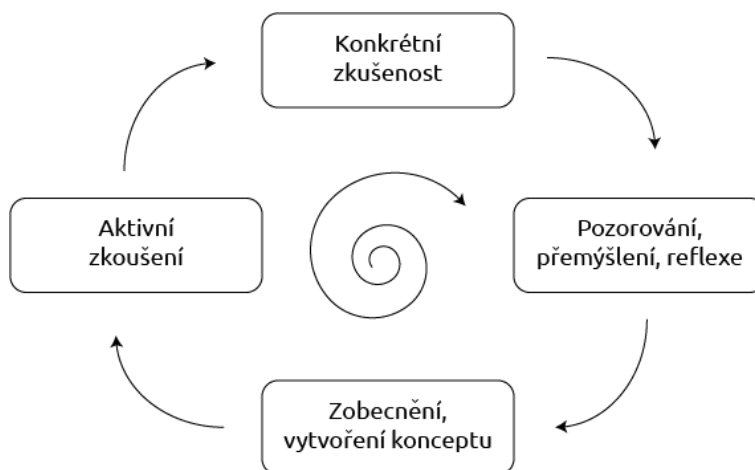 Konkrétní
zkušenost
Aktivní
zkoušení
Pozorování,
přemýšlení, reflexe
Zobecnění,
vytvoření konceptu